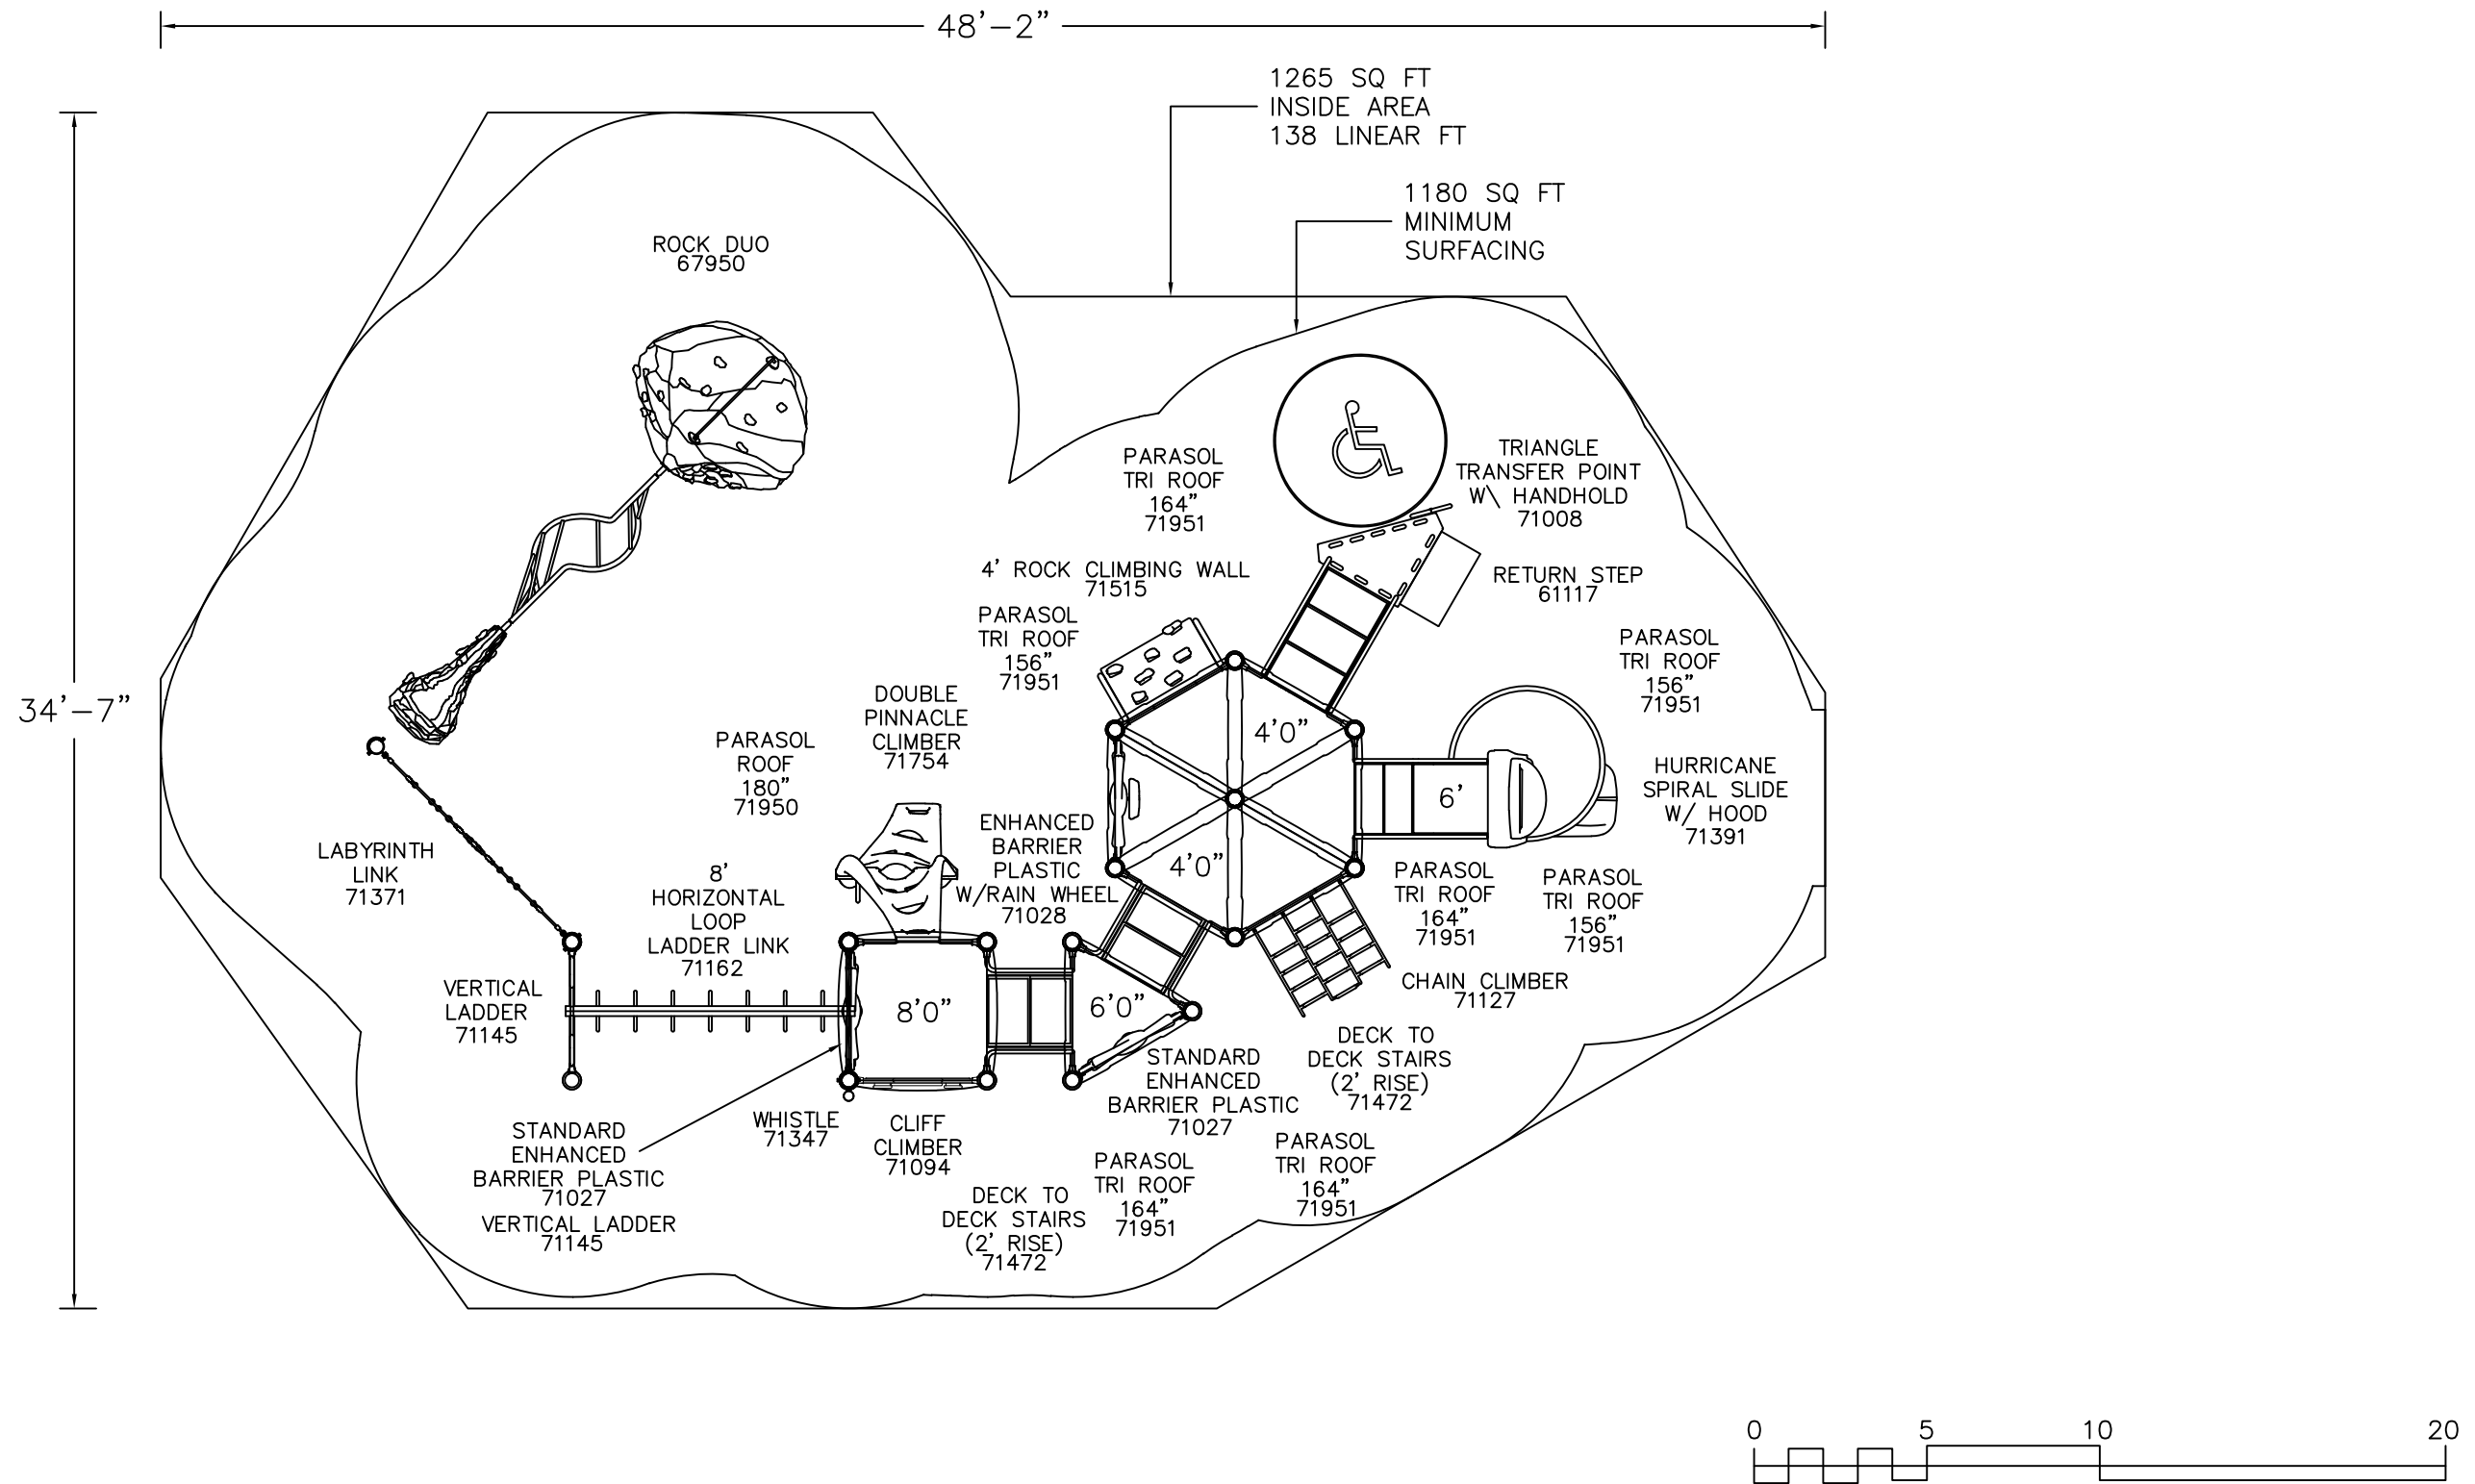 48'-2"
1265 SQ FT
INSIDE AREA
138 LINEAR FT
1180 SQ FT
MINIMUM
SURFACING
ROCK DUO
67950
PARASOL
TRI ROOF
164"
71951
TRIANGLE
TRANSFER POINT
W\ HANDHOLD
71008
4' ROCK CLIMBING WALL
71515
RETURN STEP
61117
PARASOL
TRI ROOF
156"
71951
PARASOL
TRI ROOF
156"
71951
34'-7"
DOUBLE
PINNACLE
CLIMBER
71754
PARASOL
ROOF
180"
71950
4'0"
6'
HURRICANE
SPIRAL SLIDE
W/ HOOD
71391
ENHANCED
BARRIER
PLASTIC
W/RAIN WHEEL
71028
4'0"
LABYRINTH
LINK
71371
8'
HORIZONTAL
LOOP
LADDER LINK
71162
PARASOL
TRI ROOF
164"
71951
PARASOL
TRI ROOF
156"
71951
VERTICAL
LADDER
71145
8'0"
6'0"
CHAIN CLIMBER
71127
DECK TO
DECK STAIRS
(2' RISE)
71472
STANDARD
ENHANCED
BARRIER PLASTIC
71027
WHISTLE
71347
CLIFF
CLIMBER
71094
STANDARD
ENHANCED
BARRIER PLASTIC
71027
VERTICAL LADDER
71145
PARASOL
TRI ROOF
164"
71951
PARASOL
TRI ROOF
164"
71951
DECK TO
DECK STAIRS
(2' RISE)
71472
0 5 10 20